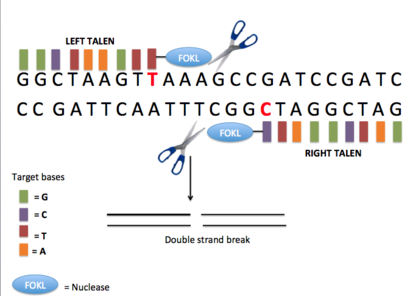 LEFT TALEN
FOKL
GGCTAAGTTAAAGCCGATCCGATC
CCGATTCAATTTCGGCTAGGCTAG
FOKL
RIGHT TALEN
Target bases
= G
= C
= T
= A
Double strand break
FOKL = Nuclease